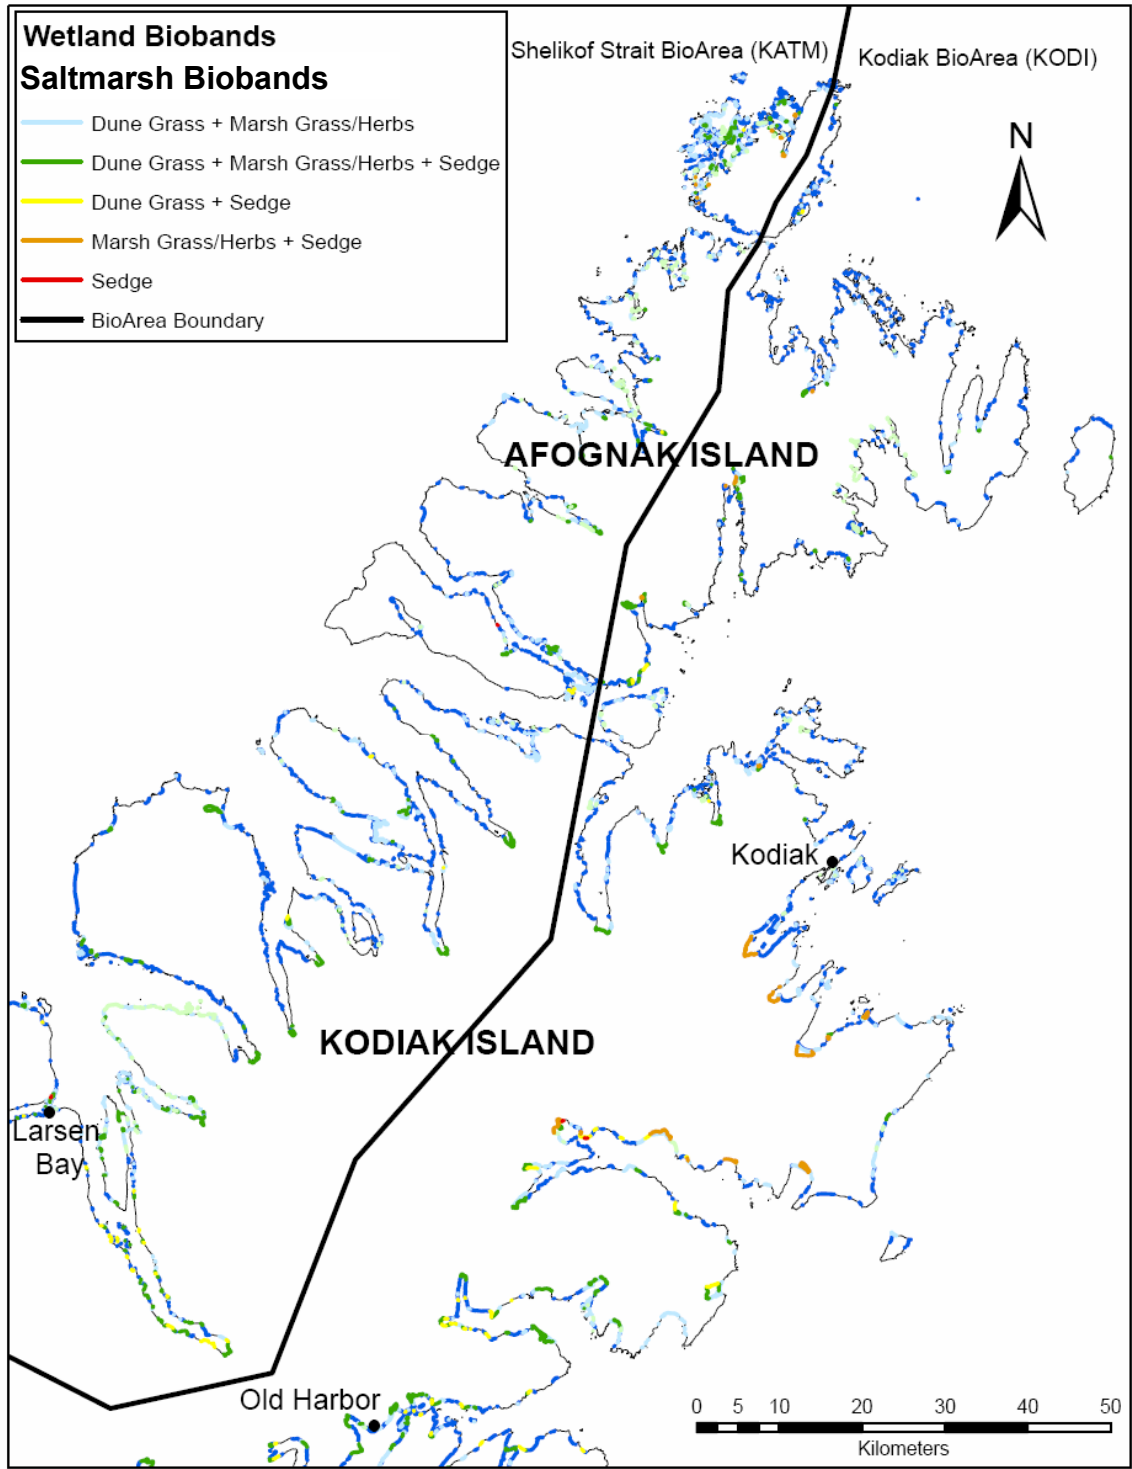 Wetland Biobands
Saltmarsh Biobands
Dune Grass + Marsh Grass/Herbs
Dune Grass + Marsh Grass/Herbs + Sedge
Dune Grass + Sedge
Marsh Grass/Herbs + Sedge
Sedge
BioArea Boundary
Shelikof Strait BioArea (KATM)
Kodiak BioArea (KODI)
N
AFOGNAK ISLAND
Kodiak
KODIAK ISLAND
Larsen
Bay
Old Harbor
0 5 10 20 30 40 50
Kilometers